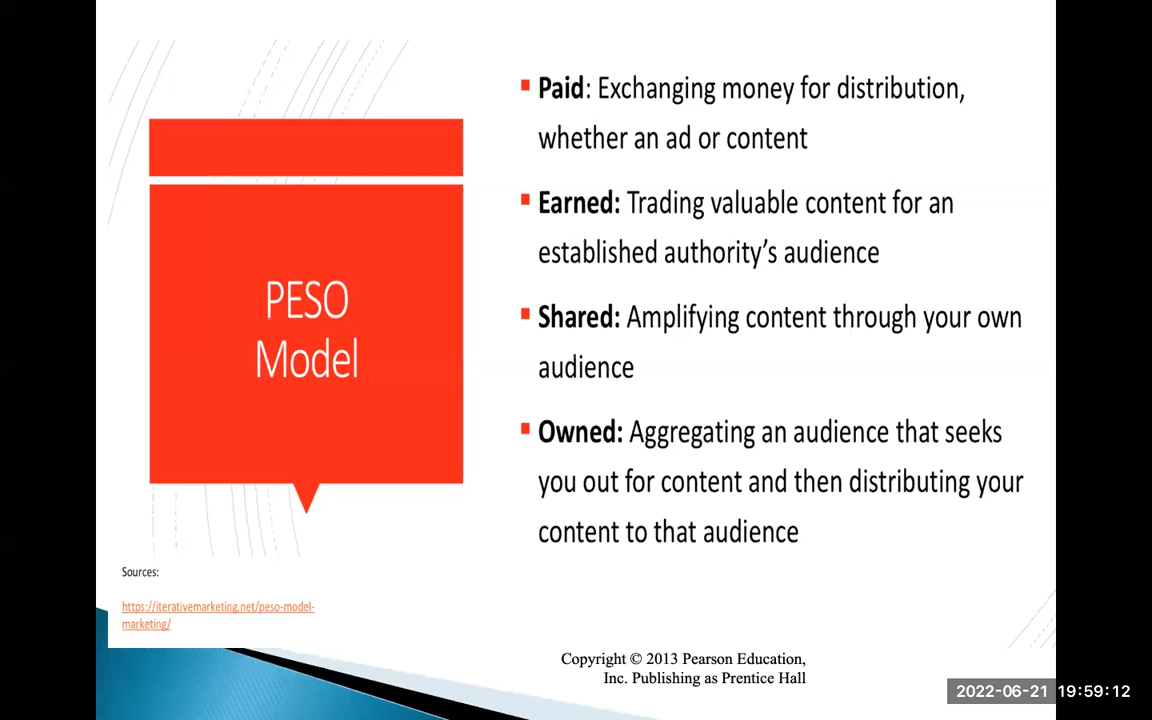 PESO
Model
Paid: Exchanging money for distribution,
whether an ad or content
Earned: Trading valuable content for an
established authority’s audience
Shared: Amplifying content through your own
audience
Owned: Aggregating an audience that seeks
you out for content and then distributing your
content to that audience
Sources:
https://iterativemarketing.net/peso-model-
marketing/
Copyright © 2013 Pearson Education,
Inc. Publishing as Prentice Hall
2022-06-21 19:59:12